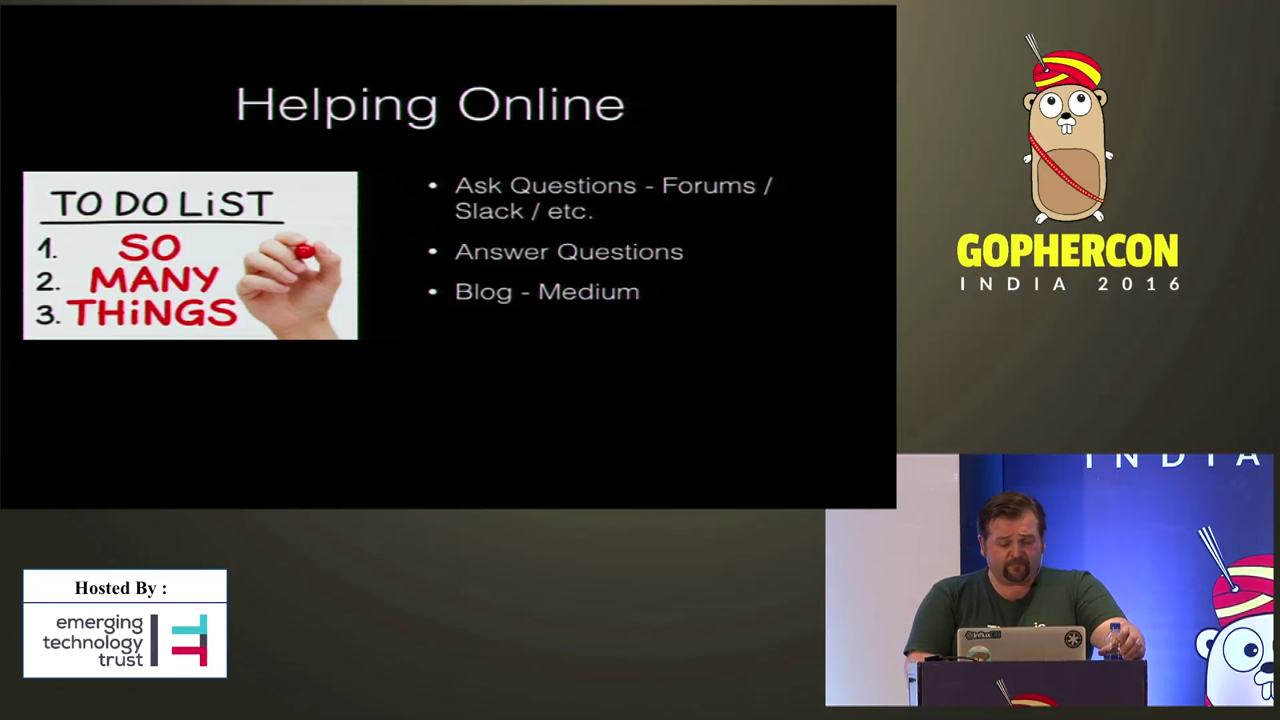 Helping Online
TO DO LiST
1. SO
2. MANY
3. THiNGS
• Ask Questions - Forums /
Slack / etc.
• Answer Questions
• Blog - Medium
GOPHERCON
INDIA 2016
INDIA
Hosted By :
emerging
technology
trust